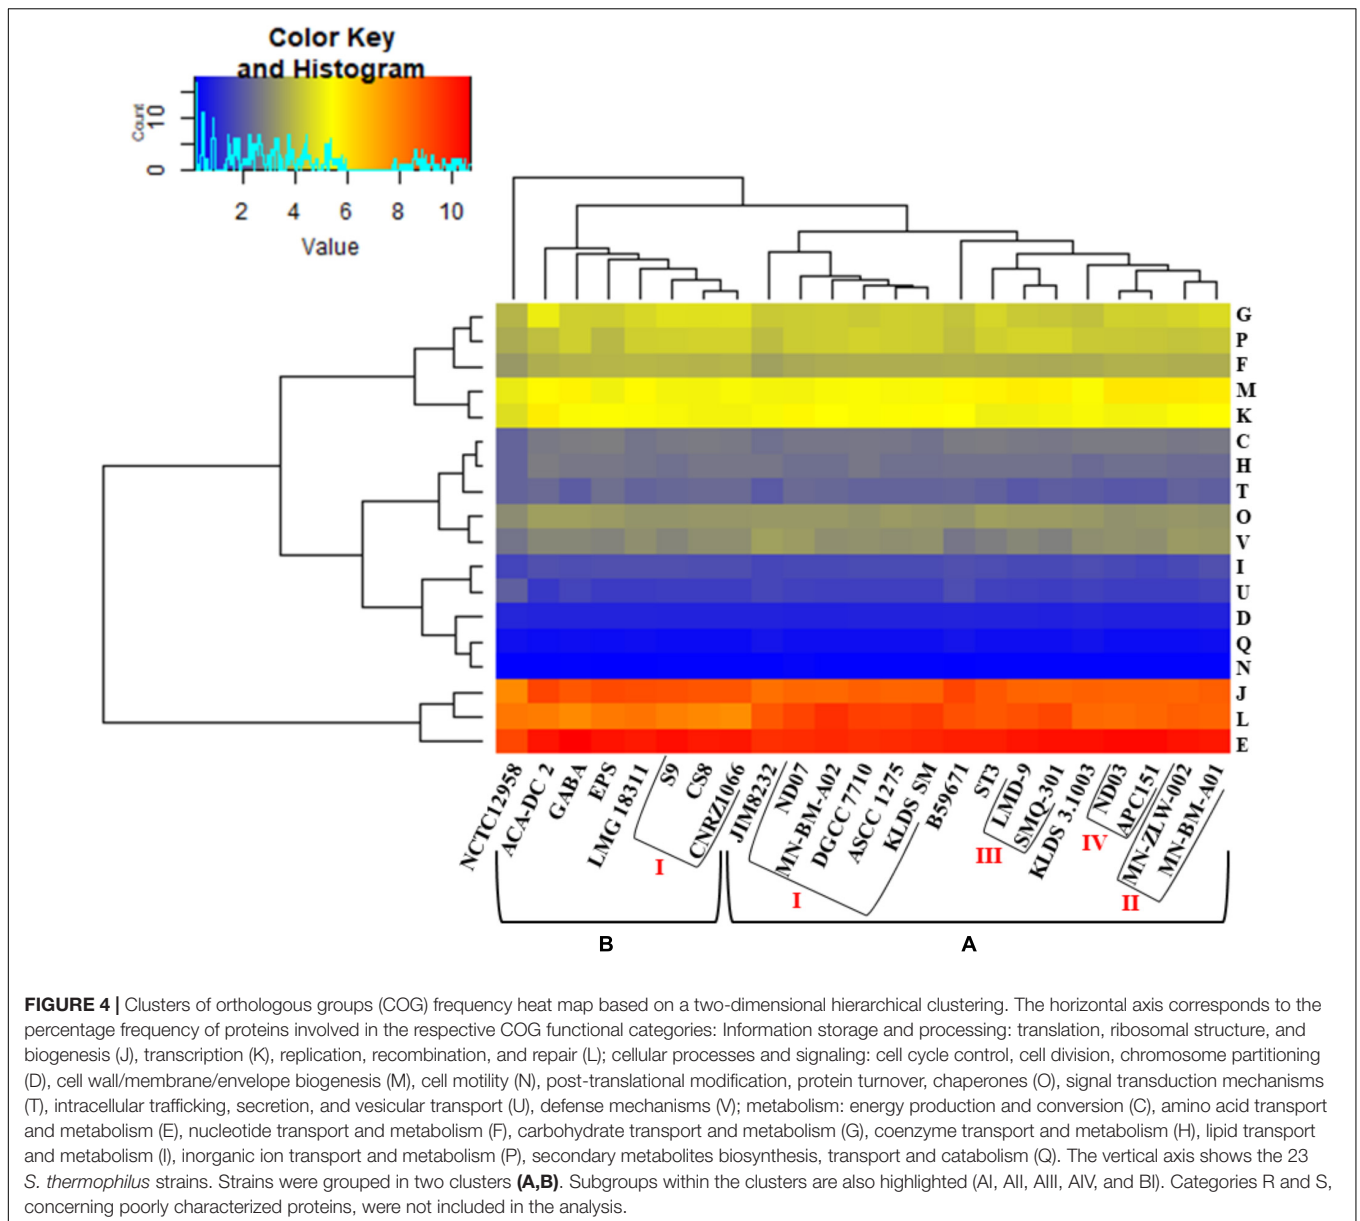 Color Key
and Histogram
Count
0 10
2 4 6 8 10
Value
G
P
F
M
K
C
H
T
O
V
I
U
D
Q
N
J
L
E
NCTC12958
ACA-DC 2
GABA
EPS
LMG 18311
S9
CS8
CNRZ1066
JIM8232
ND07
MN-BM-A02
DGCC 7710
ASCC 1275
KLDS SM
B59671
ST3
LMD-9
SMQ-301
KLDS 3.1003
ND03
APC151
MN-ZLW-002
MN-BM-A01
I
I
III
IV
II
B
A
FIGURE 4 | Clusters of orthologous groups (COG) frequency heat map based on a two-dimensional hierarchical clustering. The horizontal axis corresponds to the
percentage frequency of proteins involved in the respective COG functional categories: Information storage and processing: translation, ribosomal structure, and
biogenesis (J), transcription (K), replication, recombination, and repair (L); cellular processes and signaling: cell cycle control, cell division, chromosome partitioning
(D), cell wall/membrane/envelope biogenesis (M), cell motility (N), post-translational modification, protein turnover, chaperones (O), signal transduction mechanisms
(T), intracellular trafficking, secretion, and vesicular transport (U), defense mechanisms (V); metabolism: energy production and conversion (C), amino acid transport
and metabolism (E), nucleotide transport and metabolism (F), carbohydrate transport and metabolism (G), coenzyme transport and metabolism (H), lipid transport
and metabolism (I), inorganic ion transport and metabolism (P), secondary metabolites biosynthesis, transport and catabolism (Q). The vertical axis shows the 23
S. thermophilus strains. Strains were grouped in two clusters (A,B). Subgroups within the clusters are also highlighted (AI, AII, AIII, AIV, and BI). Categories R and S,
concerning poorly characterized proteins, were not included in the analysis.